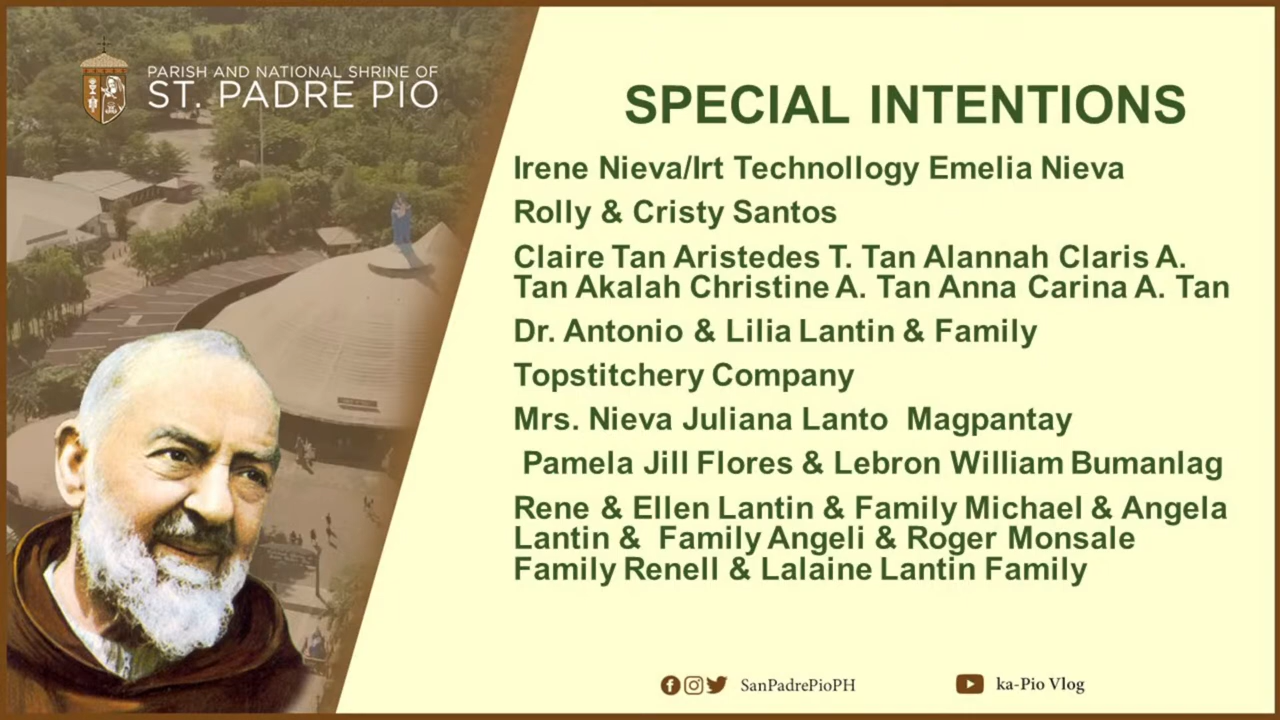 PARISH AND NATIONAL SHRINE OF
ST. PADRE PIO
SPECIAL INTENTIONS
Irene Nieva/Irt Technollogy Emelia Nieva
Rolly & Cristy Santos
Claire Tan Aristedes T. Tan Alannah Claris A.
Tan Akalah Christine A. Tan Anna Carina A. Tan
Dr. Antonio & Lilia Lantin & Family
Topstitchery Company
Mrs. Nieva Juliana Lanto Magpantay
Pamela Jill Flores & Lebron William Bumanlag
Rene & Ellen Lantin & Family Michael & Angela
Lantin & Family Angeli & Roger Monsale
Family Renell & Lalaine Lantin Family
SanPadrePioPH
ka-Pio Vlog